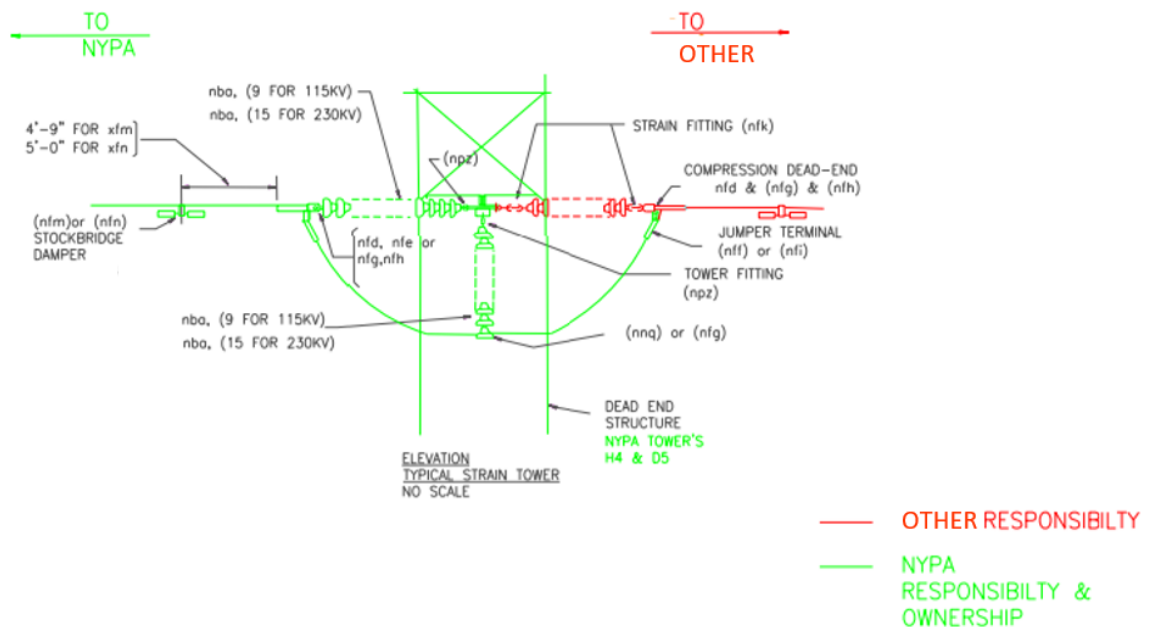 TO
NYPA
TO
OTHER
nba, (9 FOR 115KV)
nba, (15 FOR 230KV)
4'-9" FOR xfm
5'-0" FOR xfn
(npz)
STRAIN FITTING (nfk)
COMPRESSION DEAD-END
nfd & (nfg) & (nfh)
(nfm)or (nfn)
STOCKBRIDGE
DAMPER
nfd, nfe or
nfg,nfh
JUMPER TERMINAL
(nff) or (nfi)
TOWER FITTING
(npz)
nba, (9 FOR 115KV)
nba, (15 FOR 230KV)
(nnq) or (nfg)
DEAD END
STRUCTURE
NYPA TOWER'S
H4 & D5
ELEVATION
TYPICAL STRAIN TOWER
NO SCALE
OTHER RESPONSIBILTY
NYPA
RESPONSIBILTY &
OWNERSHIP